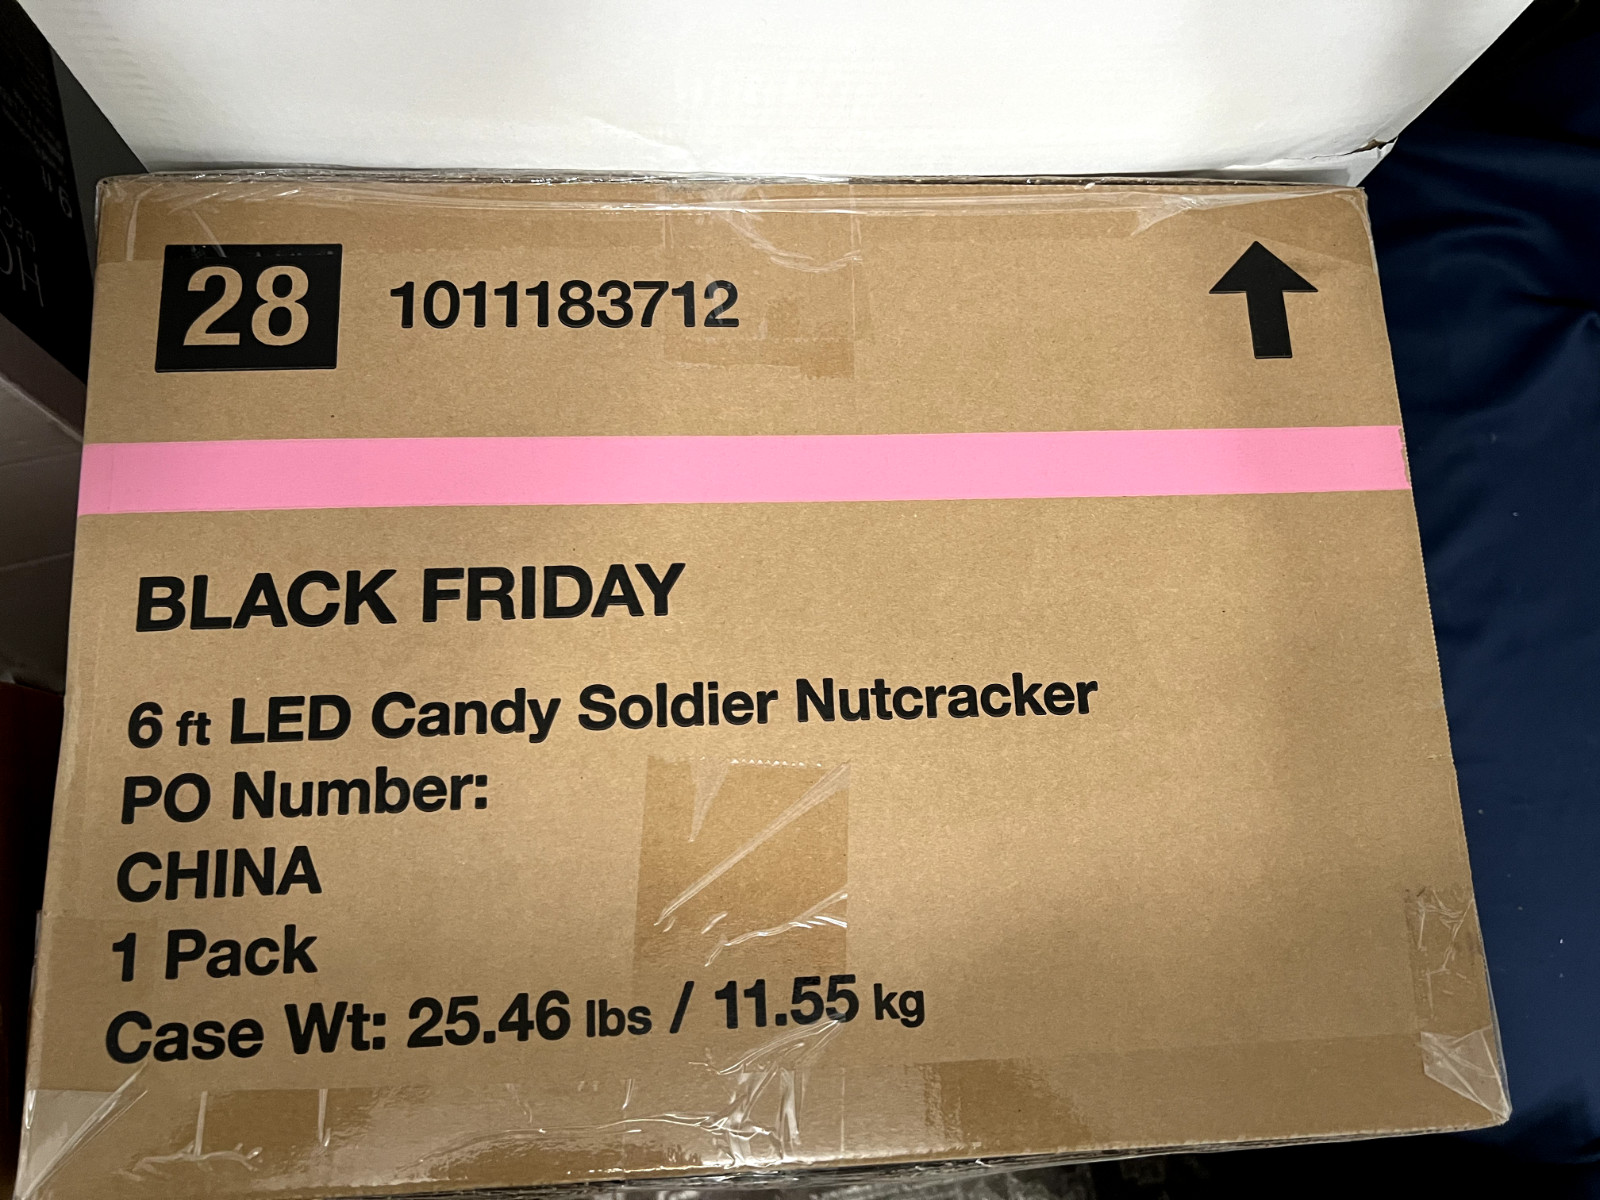 28 1011183712
BLACK FRIDAY
6 ft LED Candy Soldier Nutcracker
PO Number:
CHINA
1 Pack
Case Wt: 25.46 lbs / 11.55 kg